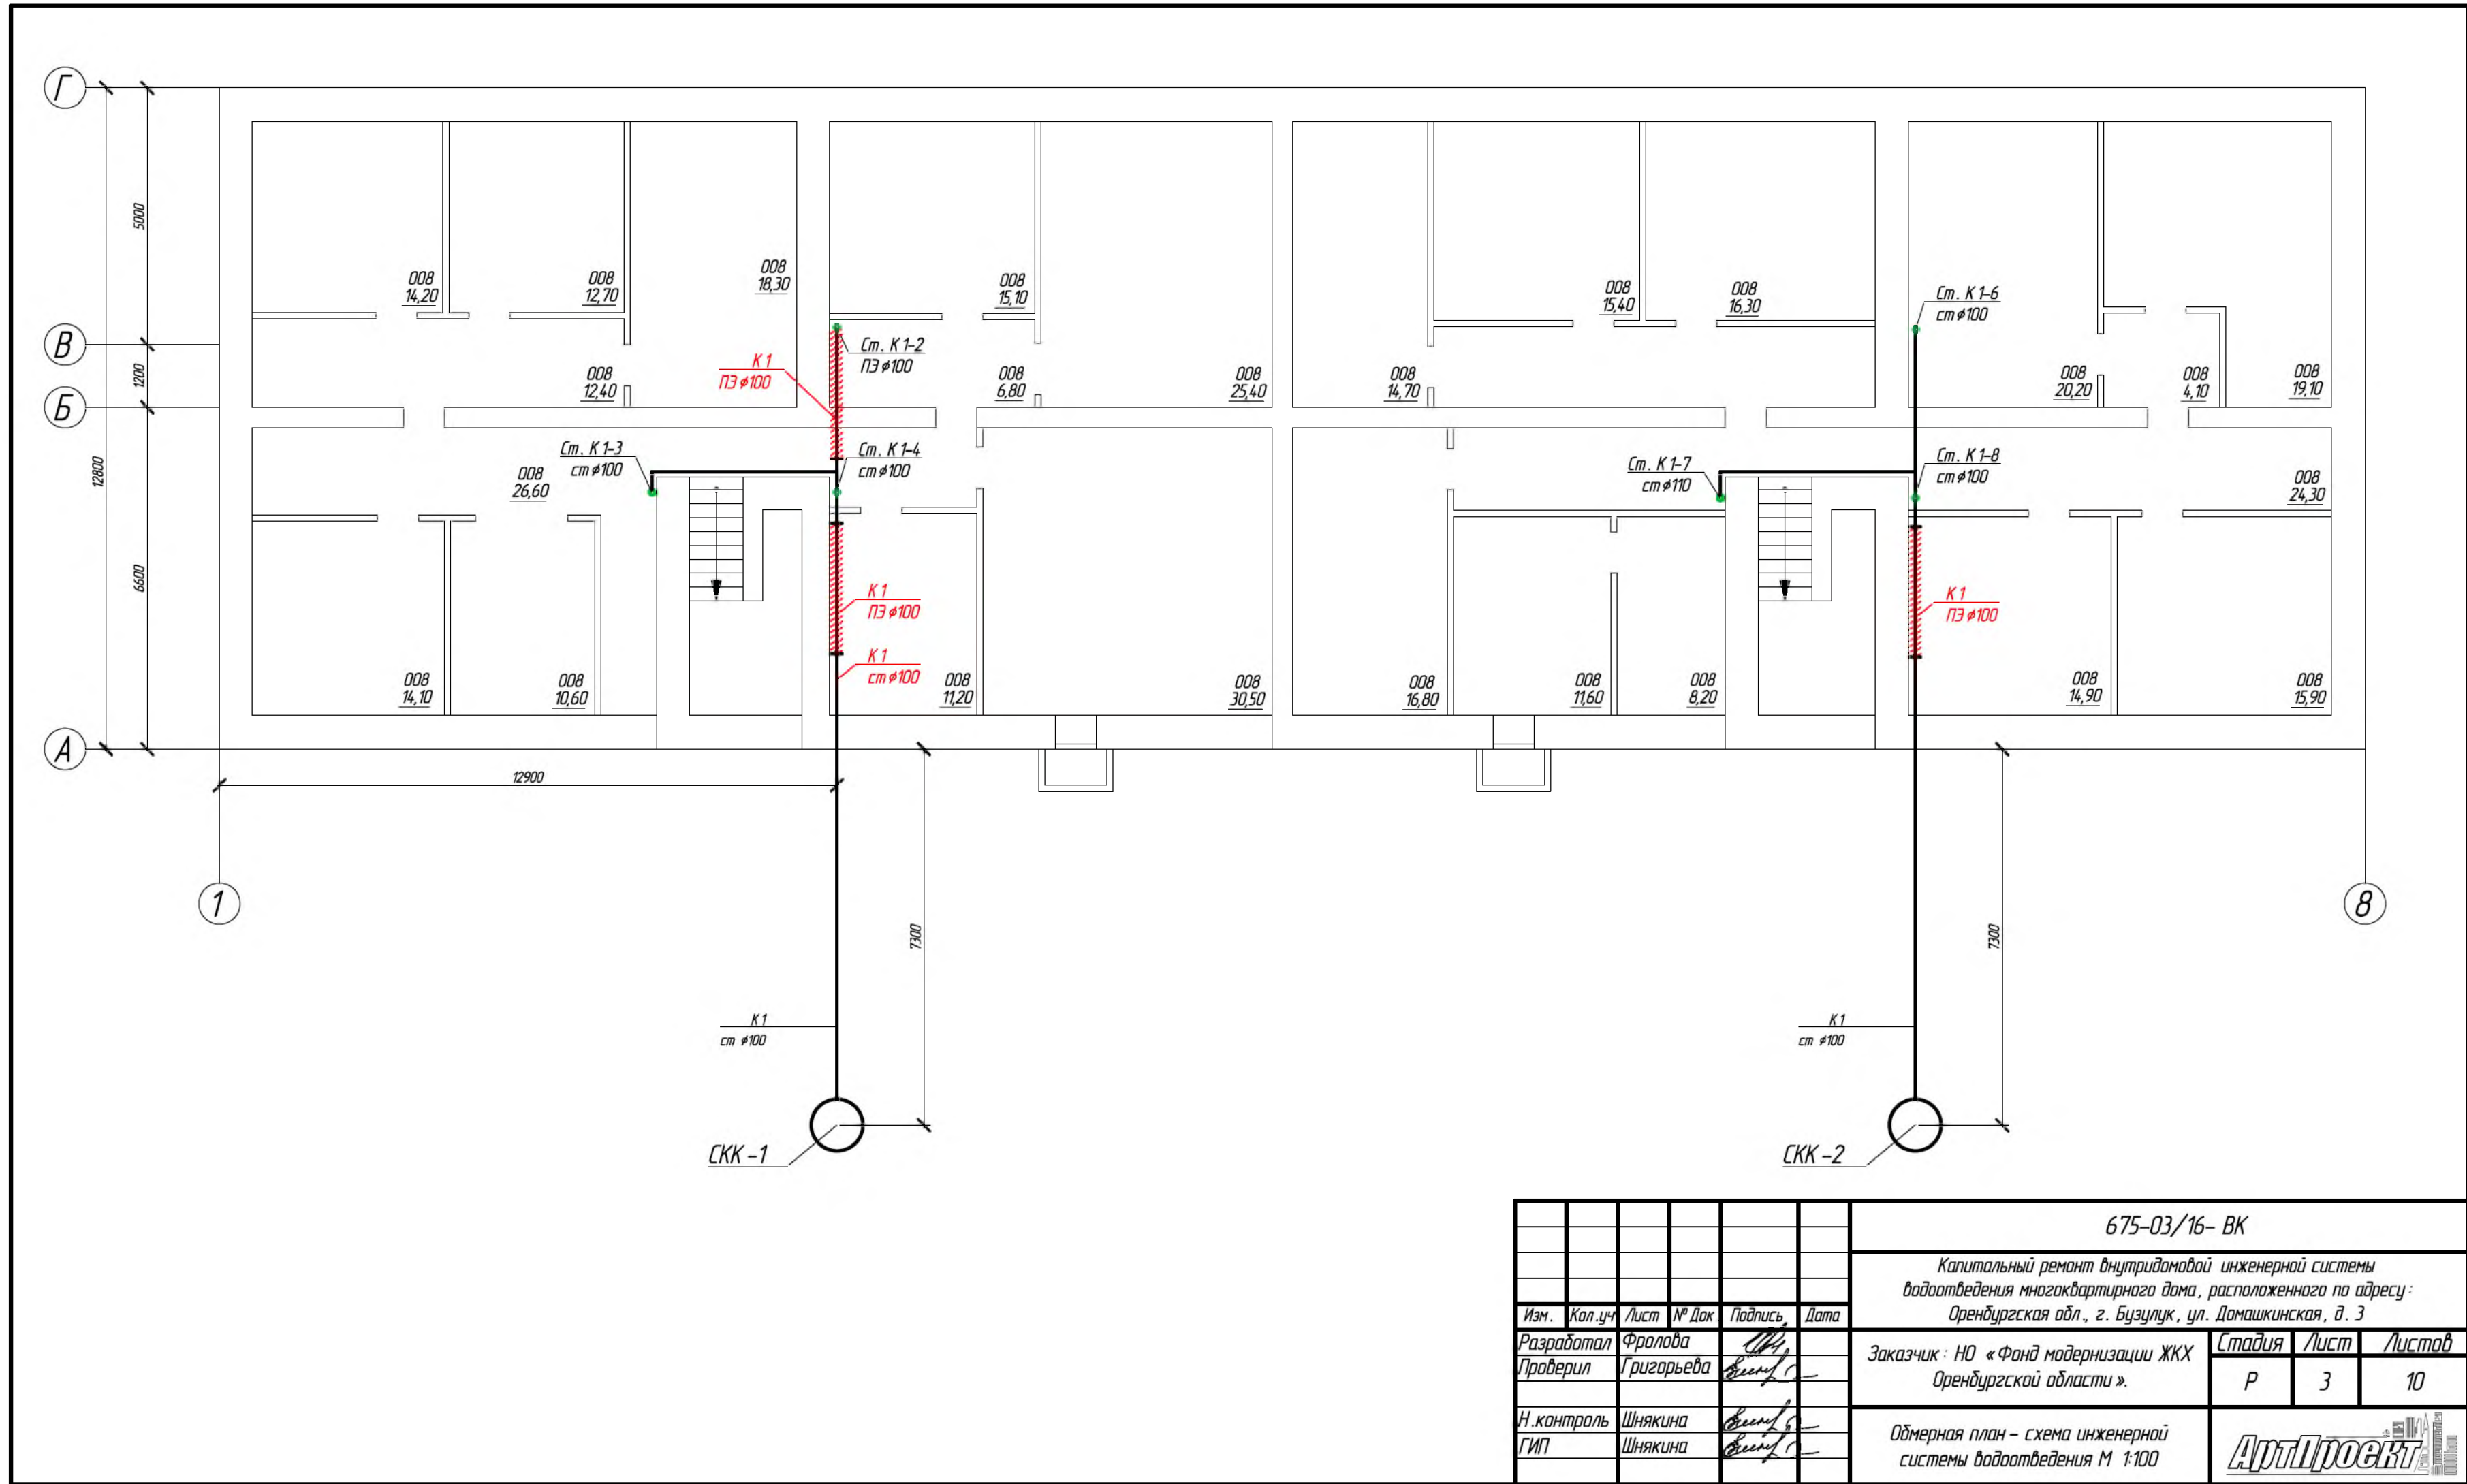 Г
В
Б
А
1
8
5000
1200
6600
12800
12900
7300
7300
008
14,20
008
12,70
008
18,30
008
15,10
008
15,40
008
16,30
Ст. К1-6
ст ø100
Ст. К1-2
ПЭ ø100
К1
ПЭ ø100
008
12,40
008
6,80
008
25,40
008
14,70
008
20,20
008
4,10
008
19,10
Ст. К1-3
ст ø100
Ст. К1-4
ст ø100
008
26,60
Ст. К1-7
ст ø110
Ст. К1-8
ст ø100
008
24,30
К1
ПЭ ø100
К1
ст ø100
К1
ПЭ ø100
008
14,10
008
10,60
008
11,20
008
30,50
008
16,80
008
11,60
008
8,20
008
14,90
008
15,90
К1
ст ø100
К1
ст ø100
СКК-1
СКК-2
675-03/16- ВК
Капитальный ремонт внутридомовой инженерной системы
водоотведения многоквартирного дома, расположенного по адресу:
Оренбургская обл., г. Бузулук, ул. Домашкинская, д. 3
Изм. Кол.уч Лист № Док Подпись Дата
Разработал Фролова
Проверил Григорьева
Н.контроль Шнякина
ГИП Шнякина
Заказчик: НО «Фонд модернизации ЖКХ
Оренбургской области».
Стадия Лист Листов
Р 3 10
Обмерная план – схема инженерной
системы водоотведения М 1:100
АртПроект